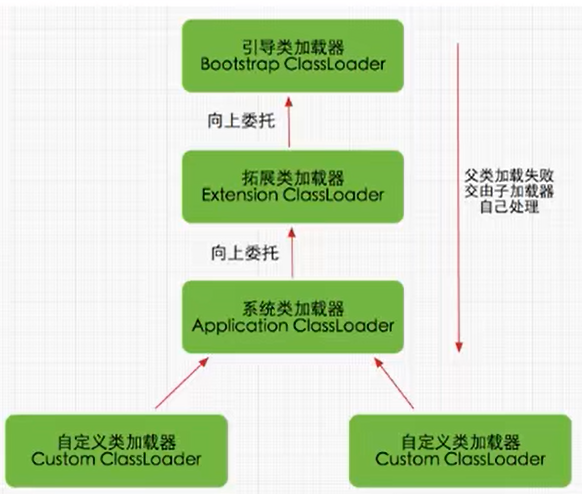 引导类加载器
Bootstrap ClassLoader
向上委托
拓展类加载器
Extension ClassLoader
父类加载失败
交由子加载器
自己处理
向上委托
系统类加载器
Application ClassLoader
自定义类加载器
Custom ClassLoader
自定义类加载器
Custom ClassLoader